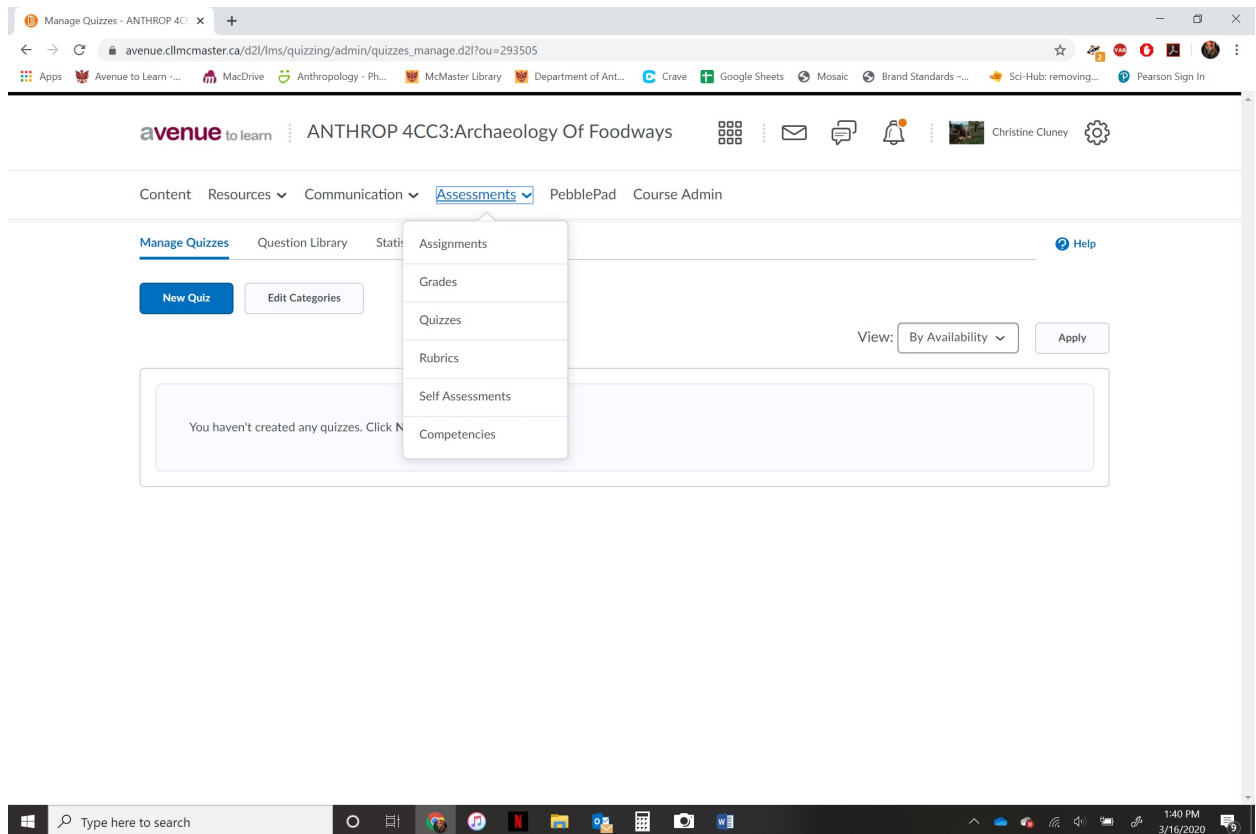 Manage Quizzes - ANTHROP 4C
avenue.cllmcmaster.ca/d2l/lms/quizzing/admin/quizzes_manage.d2l?ou=293505
2 YAB
Apps Avenue to Learn -... MacDrive Anthropology - Ph... McMaster Library Department of Ant... Crave Google Sheets Mosaic Brand Standards –... Sci-Hub: removing... Pearson Sign In
avenue to learn ANTHROP 4CC3:Archaeology Of Foodways Christine Cluney
Content Resources Communication Assessments PebblePad Course Admin
Manage Quizzes Question Library Statis Help
Assignments
Grades
New Quiz Edit Categories
Quizzes
View: By Availability Apply
Rubrics
Self Assessments
You haven't created any quizzes. Click N
Competencies
Type here to search
1:40 PM
3/16/2020
9